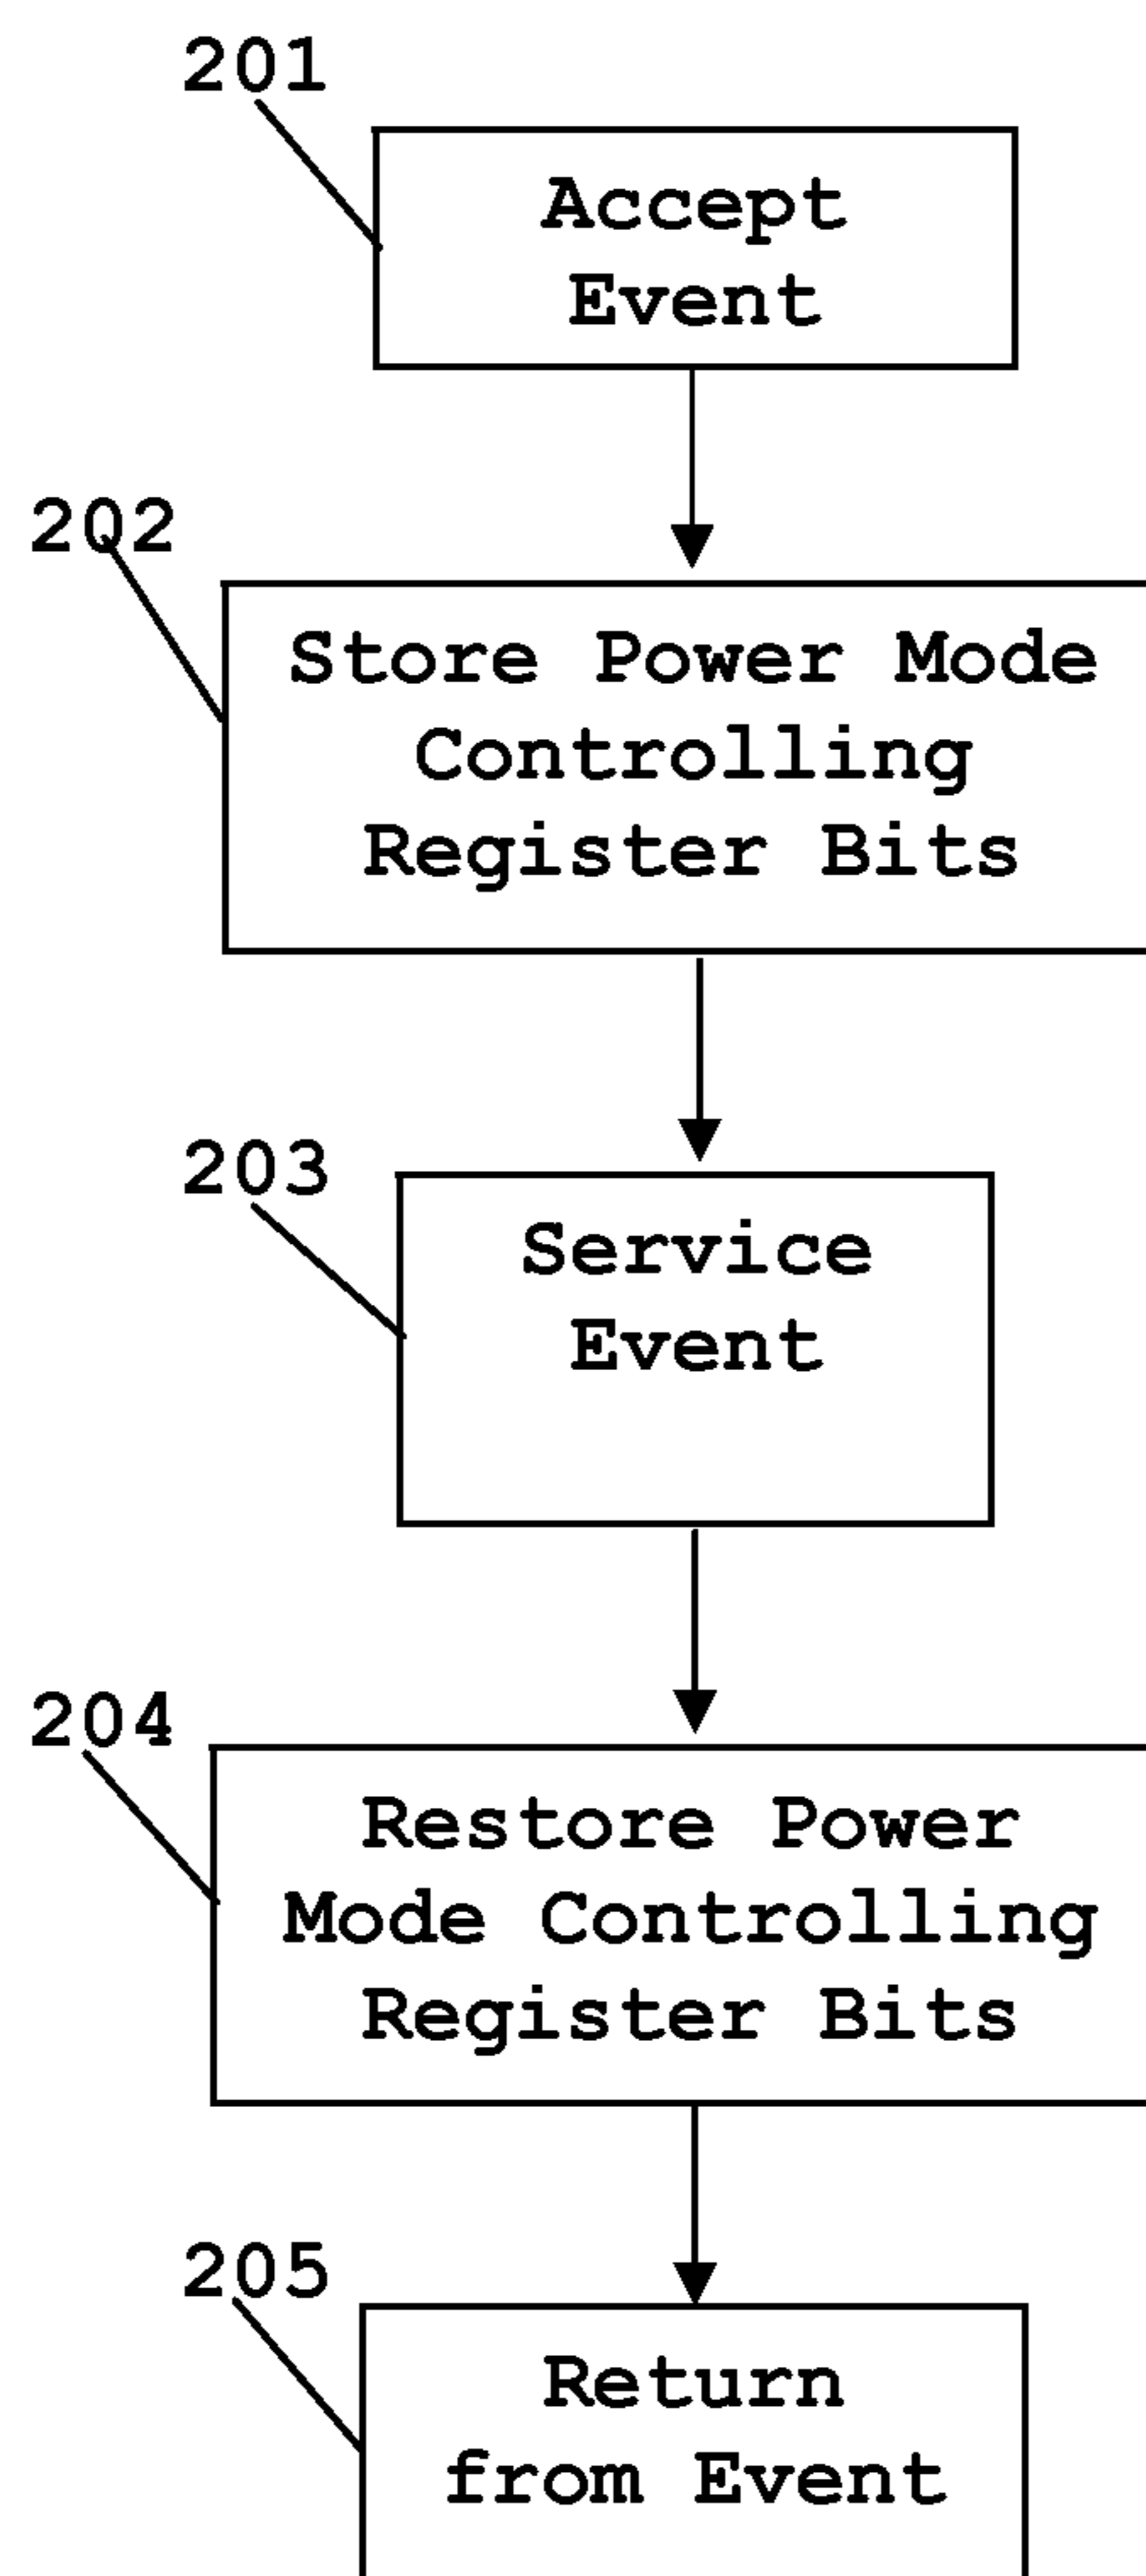 201
Accept
Event
202
Store Power Mode
Controlling
Register Bits
203
Service
Event
204
Restore Power
Mode Controlling
Register Bits
205
Return
from Event